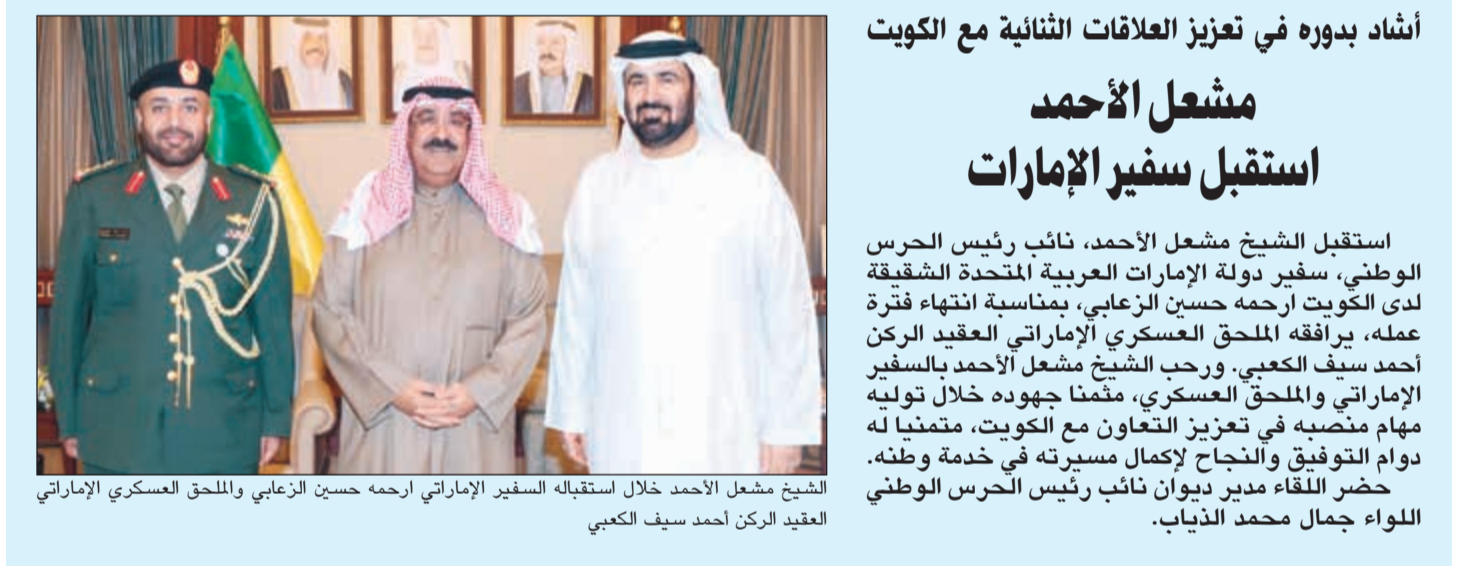 أشاد بدوره في تعزيز العلاقات الثنائية مع الكويت
مشعل الأحمد
استقبل سفير الإمارات
استقبل الشيخ مشعل الأحمد، نائب رئيس الحرس
الوطني، سفير دولة الإمارات العربية المتحدة الشقيقة
لدى الكويت ارحمه حسين الزعابي، بمناسبة انتهاء فترة
عمله، يرافقه الملحق العسكري الإماراتي العقيد الركن
أحمد سيف الكعبي. ورحب الشيخ مشعل الأحمد بالسفير
الإماراتي والملحق العسكري، مثمنا جهوده خلال توليه
مهام منصبه في تعزيز التعاون مع الكويت، متمنيا له
دوام التوفيق والنجاح لإكمال مسيرته في خدمة وطنه.
حضر اللقاء مدير ديوان نائب رئيس الحرس الوطني
اللواء جمال محمد الذياب.
الشيخ مشعل الأحمد خلال استقباله السفير الإماراتي ارحمه حسين الزعابي والملحق العسكري الإماراتي
العقيد الركن أحمد سيف الكعبي